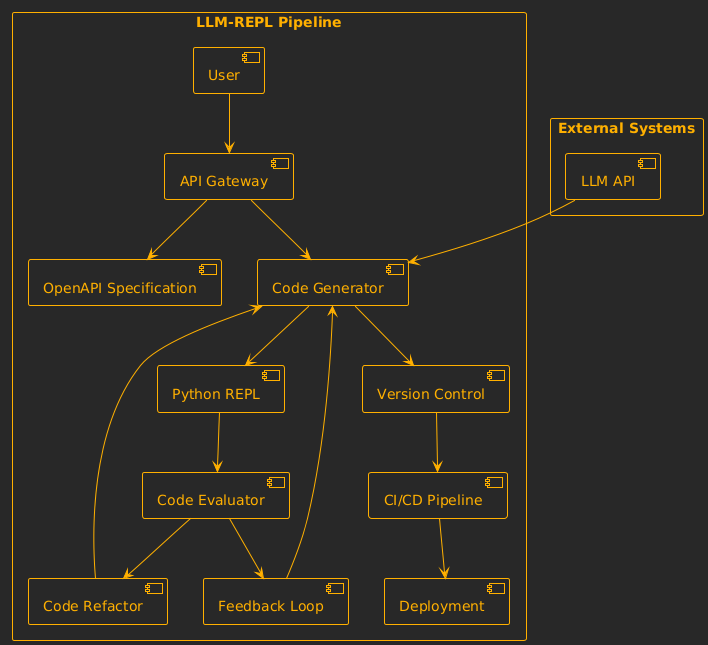 LLM-REPL Pipeline
User
External Systems
LLM API
API Gateway
OpenAPI Specification
Code Generator
Python REPL
Version Control
Code Evaluator
CI/CD Pipeline
Code Refactor
Feedback Loop
Deployment